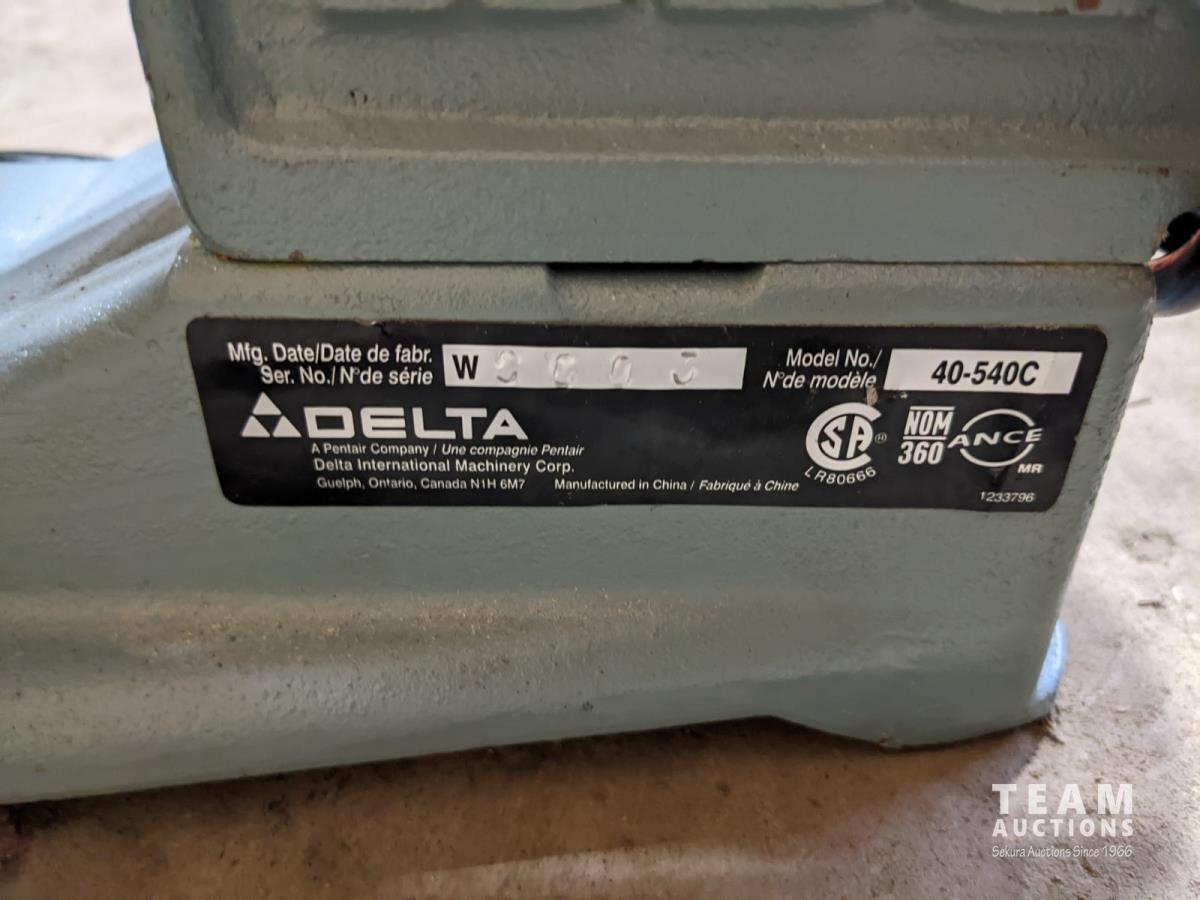 Mfg. Date/Date de fabr.
Ser. No./N° de série
W
Model No./
N° de modèle
40-540C
DELTA
A Pentair Company / Une compagnie Pentair
Delta International Machinery Corp.
Guelph, Ontario, Canada N1H 6M7 Manufactured in China / Fabriqué à Chine
CSA ®
LR80666
NOM
360
ANCE
MR
1233796
TEAM
AUCTIONS
Sekura Auctions Since 1966